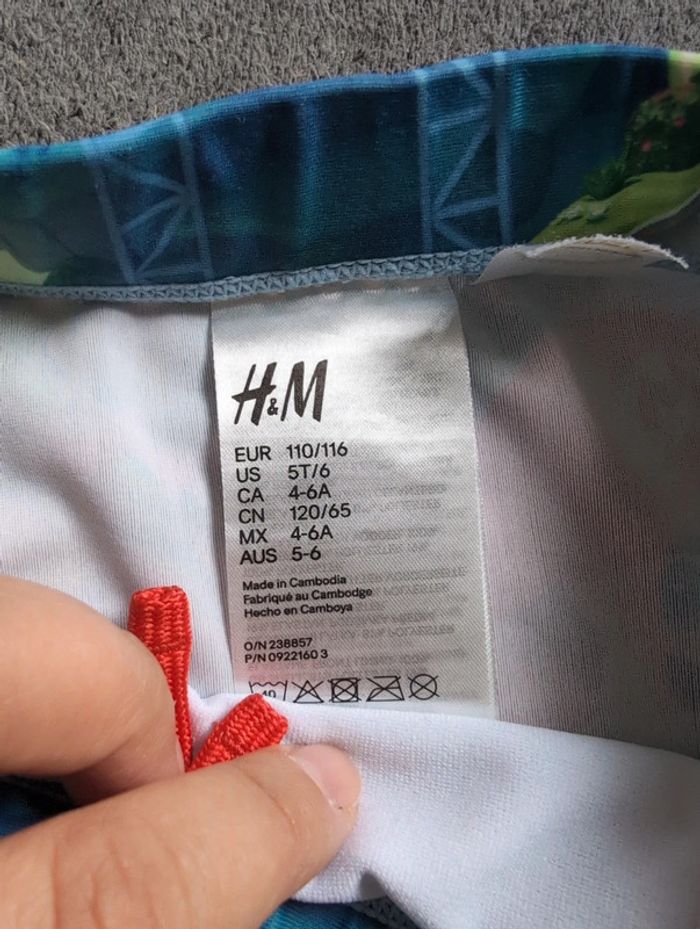 H&M
EUR 110/116
US 5T/6
CA 4-6A
CN 120/65
MX 4-6A
AUS 5-6
Made in Cambodia
Fabriqué au Cambodge
Hecho en Camboya
O/N 238857
P/N 0922160 3
40